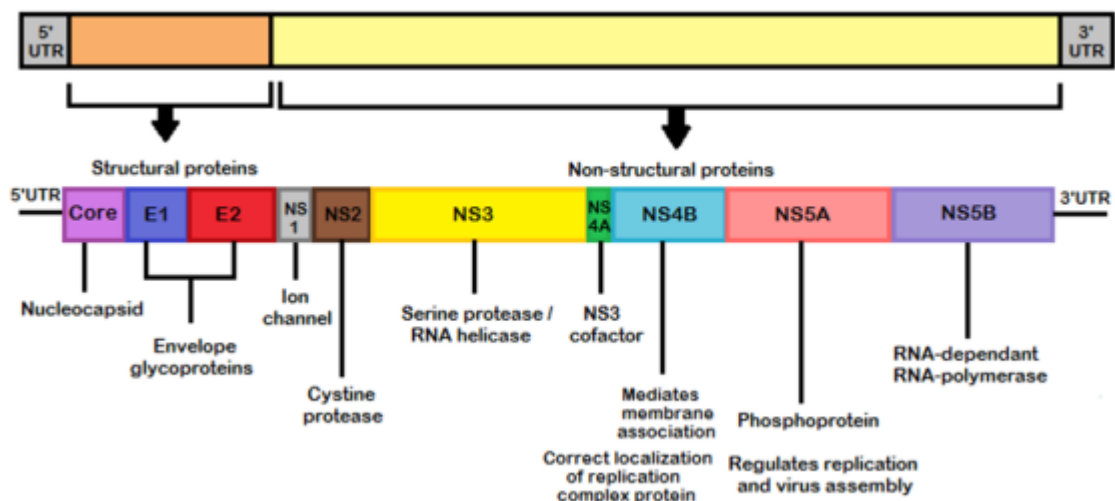 5'
UTR
3'
UTR
Structural proteins
Non-structural proteins
5'UTR
Core
E1
E2
NS
1
NS2
NS3
NS
4A
NS4B
NS5A
NS5B
3'UTR
Nucleocapsid
Envelope
glycoproteins
Ion
channel
Cystine
protease
Serine protease /
RNA helicase
NS3
cofactor
Mediates
membrane
association
Correct localization
of replication
complex protein
Phosphoprotein
Regulates replication
and virus assembly
RNA-dependant
RNA-polymerase